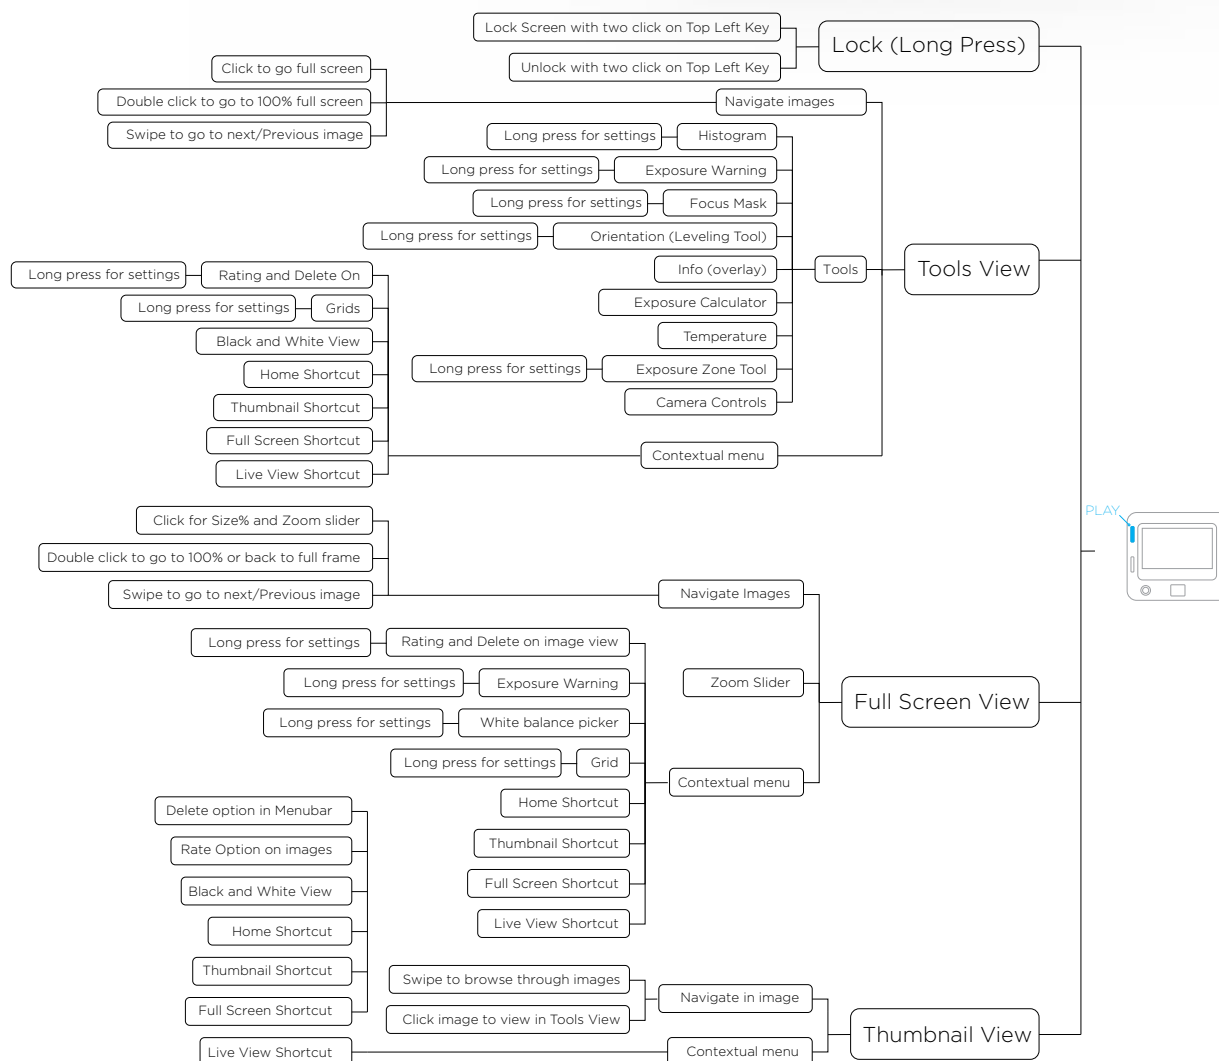 Lock Screen with two click on Top Left Key
Unlock with two click on Top Left Key
Lock (Long Press)
Click to go full screen
Double click to go to 100% full screen
Swipe to go to next/Previous image
Navigate images
Long press for settings
Histogram
Long press for settings
Exposure Warning
Long press for settings
Focus Mask
Long press for settings
Orientation (Leveling Tool)
Info (overlay)
Exposure Calculator
Temperature
Long press for settings
Exposure Zone Tool
Camera Controls
Tools
Tools View
Long press for settings
Rating and Delete On
Long press for settings
Grids
Black and White View
Home Shortcut
Thumbnail Shortcut
Full Screen Shortcut
Live View Shortcut
Contextual menu
PLAY
Click for Size% and Zoom slider
Double click to go to 100% or back to full frame
Swipe to go to next/Previous image
Navigate Images
Zoom Slider
Full Screen View
Long press for settings
Rating and Delete on image view
Long press for settings
Exposure Warning
Long press for settings
White balance picker
Long press for settings
Grid
Home Shortcut
Thumbnail Shortcut
Full Screen Shortcut
Live View Shortcut
Contextual menu
Delete option in Menubar
Rate Option on images
Black and White View
Home Shortcut
Thumbnail Shortcut
Full Screen Shortcut
Live View Shortcut
Swipe to browse through images
Click image to view in Tools View
Navigate in image
Contextual menu
Thumbnail View